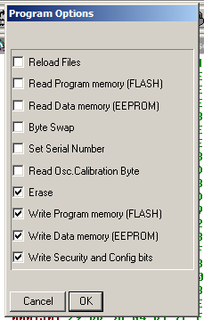 Program Options
Reload Files
Read Program memory (FLASH)
Read Data memory (EEPROM)
Byte Swap
Set Serial Number
Read Osc.Calibration Byte
Erase
Write Program memory (FLASH)
Write Data memory (EEPROM)
Write Security and Config bits
Cancel
OK